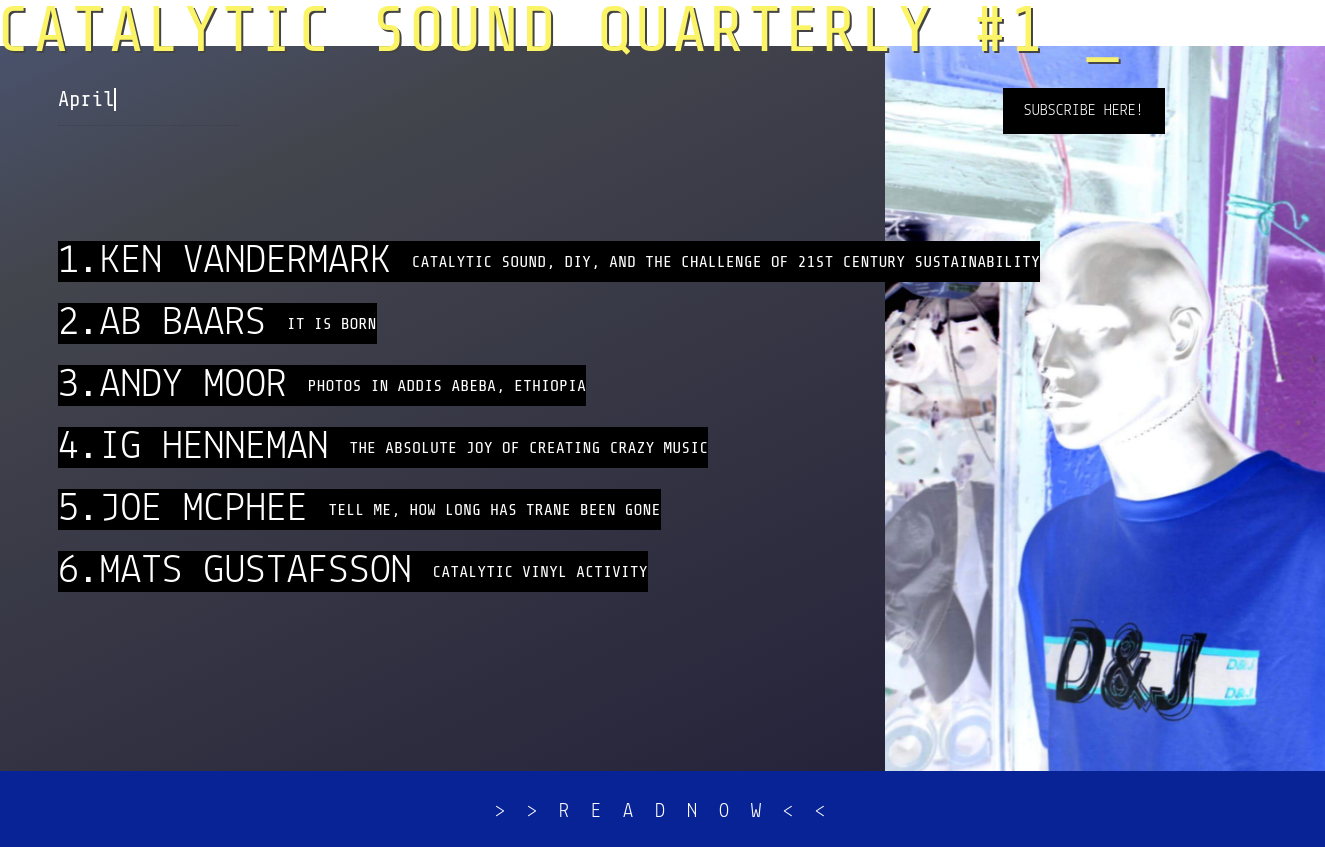 CATALYTIC SOUND QUARTERLY #1 _
April
SUBSCRIBE HERE!
1.KEN VANDERMARK CATALYTIC SOUND, DIY, AND THE CHALLENGE OF 21ST CENTURY SUSTAINABILITY
2.AB BAARS IT IS BORN
3.ANDY MOOR PHOTOS IN ADDIS ABEBA, ETHIOPIA
4.IG HENNEMAN THE ABSOLUTE JOY OF CREATING CRAZY MUSIC
5.JOE MCPHEE TELL ME, HOW LONG HAS TRANE BEEN GONE
6.MATS GUSTAFSSON CATALYTIC VINYL ACTIVITY
D&J
D&J
D&J
> > R E A D N O W < <